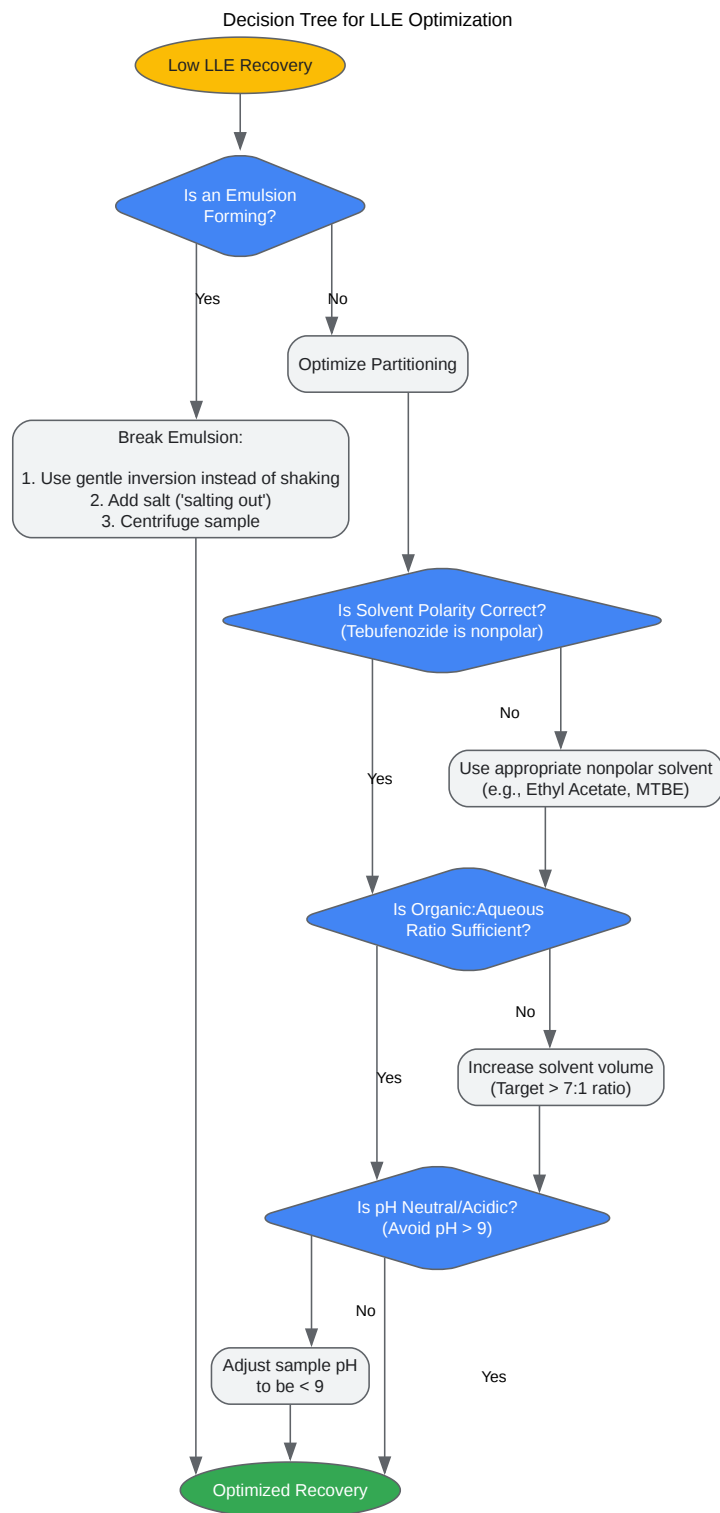 Decision Tree for LLE Optimization
Low LLE Recovery
Is an Emulsion
Forming?
Yes
No
Optimize Partitioning
Break Emulsion:
1. Use gentle inversion instead of shaking
2. Add salt ('salting out')
3. Centrifuge sample
Is Solvent Polarity Correct?
(Tebufenozide is nonpolar)
No
Yes
Use appropriate nonpolar solvent
(e.g., Ethyl Acetate, MTBE)
Is Organic:Aqueous
Ratio Sufficient?
No
Yes
Increase solvent volume
(Target > 7:1 ratio)
Is pH Neutral/Acidic?
(Avoid pH > 9)
No
Yes
Adjust sample pH
to be < 9
Optimized Recovery